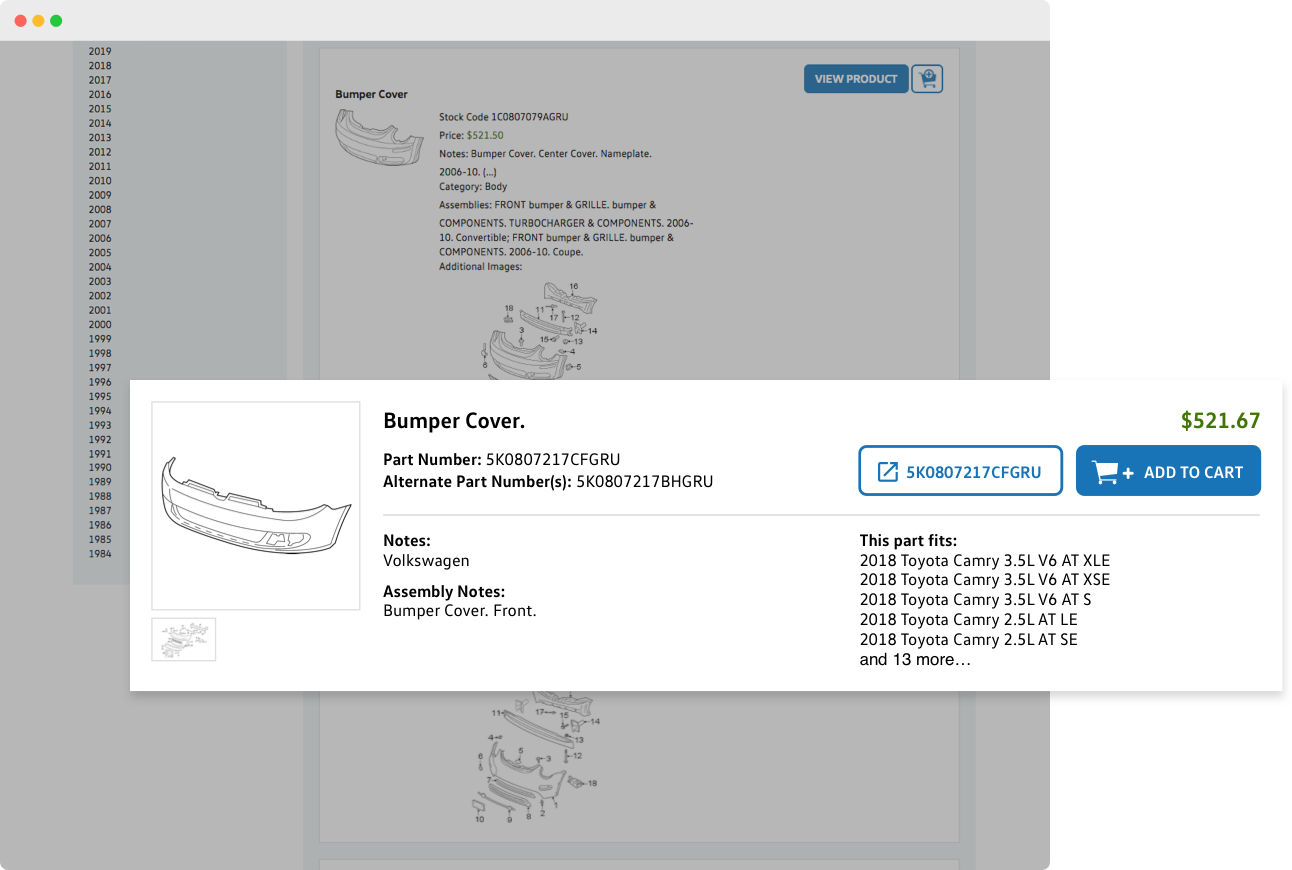 2019
2018
2017
2016
2015
2014
2013
2012
2011
2010
2009
2008
2007
2006
2005
2004
2003
2002
2001
2000
1999
1998
1997
1996
1995
1994
1993
1992
1991
1990
1989
1988
1987
1986
1985
1984
VIEW PRODUCT
Bumper Cover
Stock Code 1C0807079AGRU
Price: $521.50
Notes: Bumper Cover. Center Cover. Nameplate.
2006-10. (...)
Category: Body
Assemblies: FRONT bumper & GRILLE. bumper &
COMPONENTS. TURBOCHARGER & COMPONENTS. 2006-
10. Convertible; FRONT bumper & GRILLE. bumper &
COMPONENTS. 2006-10. Coupe.
Additional Images:
16
18 11 17 12
3 14
15 13
4
6 5
Bumper Cover.
$521.67
Part Number: 5K0807217CFGRU
Alternate Part Number(s): 5K0807217BHGRU
5K0807217CFGRU
+ ADD TO CART
Notes:
Volkswagen
Assembly Notes:
Bumper Cover. Front.
This part fits:
2018 Toyota Camry 3.5L V6 AT XLE
2018 Toyota Camry 3.5L V6 AT XSE
2018 Toyota Camry 3.5L V6 AT S
2018 Toyota Camry 2.5L AT LE
2018 Toyota Camry 2.5L AT SE
and 13 more...
11 17 15 14
4 13
6 5 3 12
7 18
10 9 8 2 1